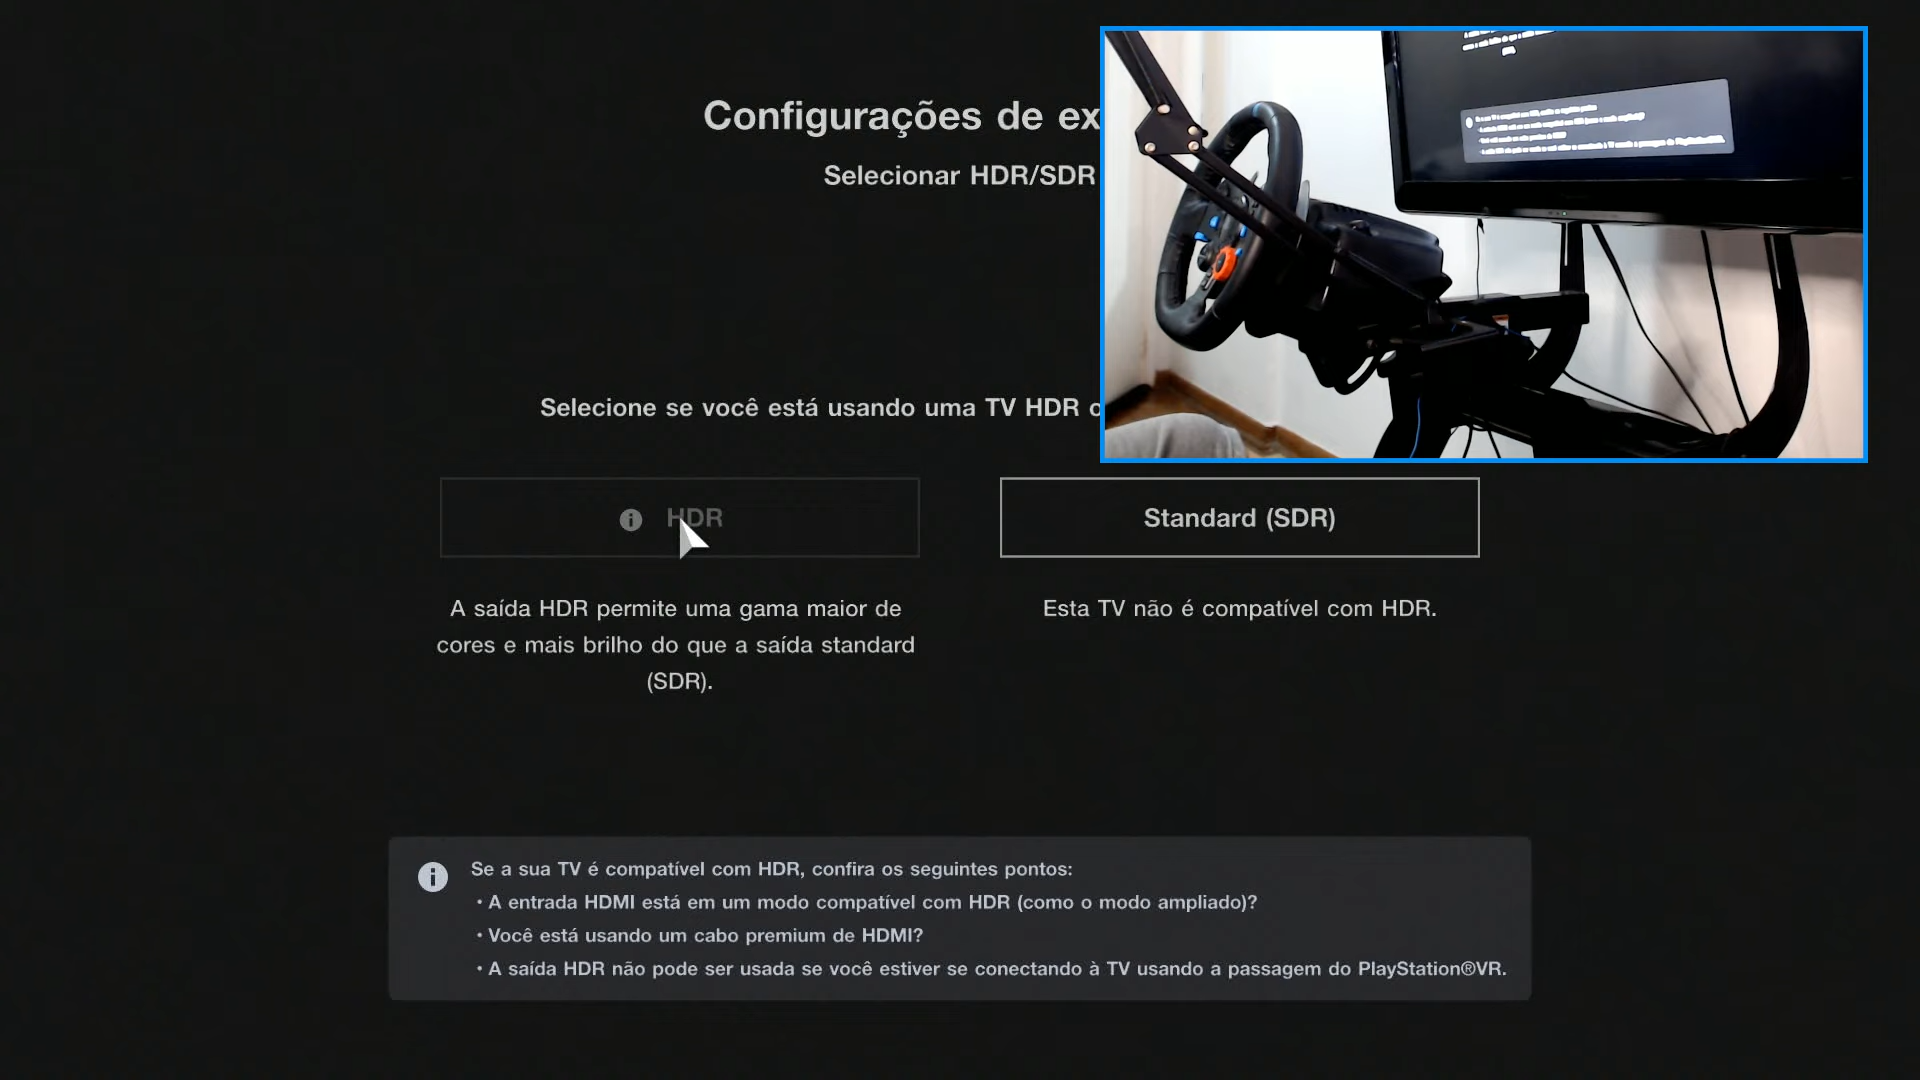 Configurações de ex
Selecionar HDR/SDR
Selecione se você está usando uma TV HDR
HDR
Standard (SDR)
A saída HDR permite uma gama maior de
cores e mais brilho do que a saída standard
(SDR).
Esta TV não é compatível com HDR.
Se a sua TV é compatível com HDR, confira os seguintes pontos:
• A entrada HDMI está em um modo compatível com HDR (como o modo ampliado)?
• Você está usando um cabo premium de HDMI?
• A saída HDR não pode ser usada se você estiver se conectando à TV usando a passagem do PlayStation®VR.